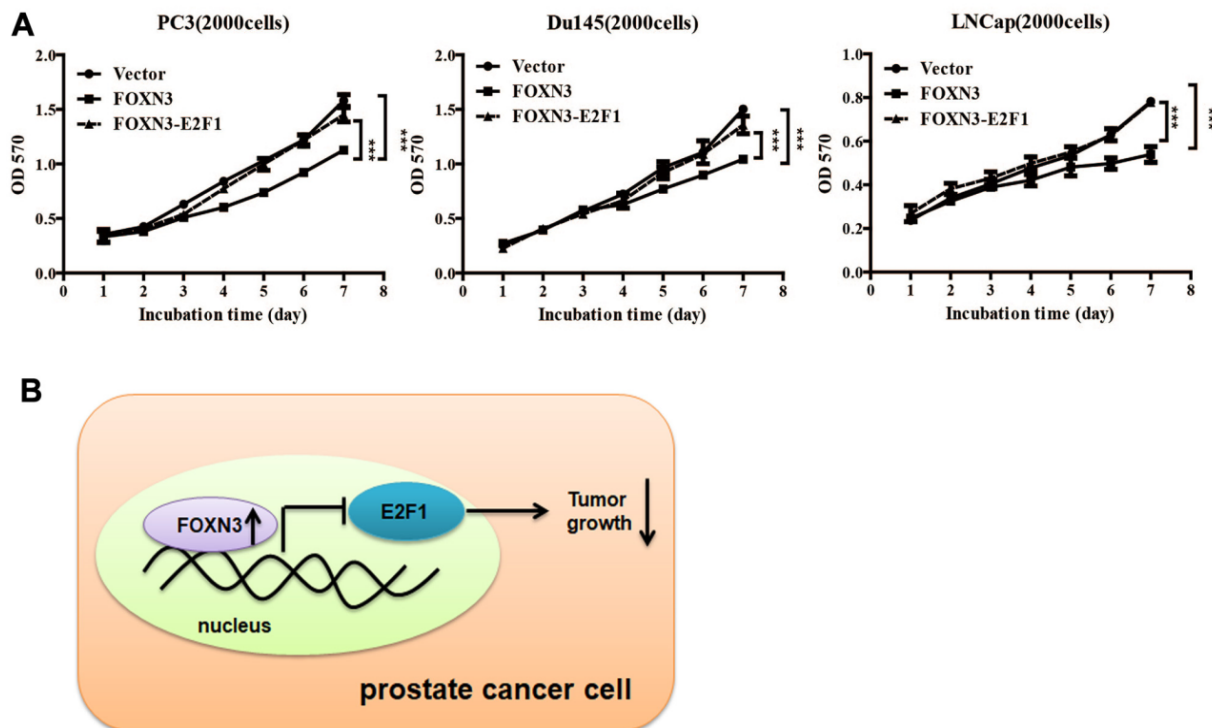 A
PC3(2000cells)
2.0
1.5
1.0
0.5
0.0
OD 570
Vector
FOXN3
FOXN3-E2F1
***
***
0 1 2 3 4 5 6 7 8
Incubation time (day)
Du145(2000cells)
2.0
1.5
1.0
0.5
0.0
OD 570
Vector
FOXN3
FOXN3-E2F1
***
***
0 1 2 3 4 5 6 7 8
Incubation time (day)
LNCap(2000cells)
1.0
0.8
0.6
0.4
0.2
0.0
OD 570
Vector
FOXN3
FOXN3-E2F1
***
***
0 1 2 3 4 5 6 7 8
Incubation time (day)
B
FOXN3
E2F1
Tumor
growth
nucleus
prostate cancer cell